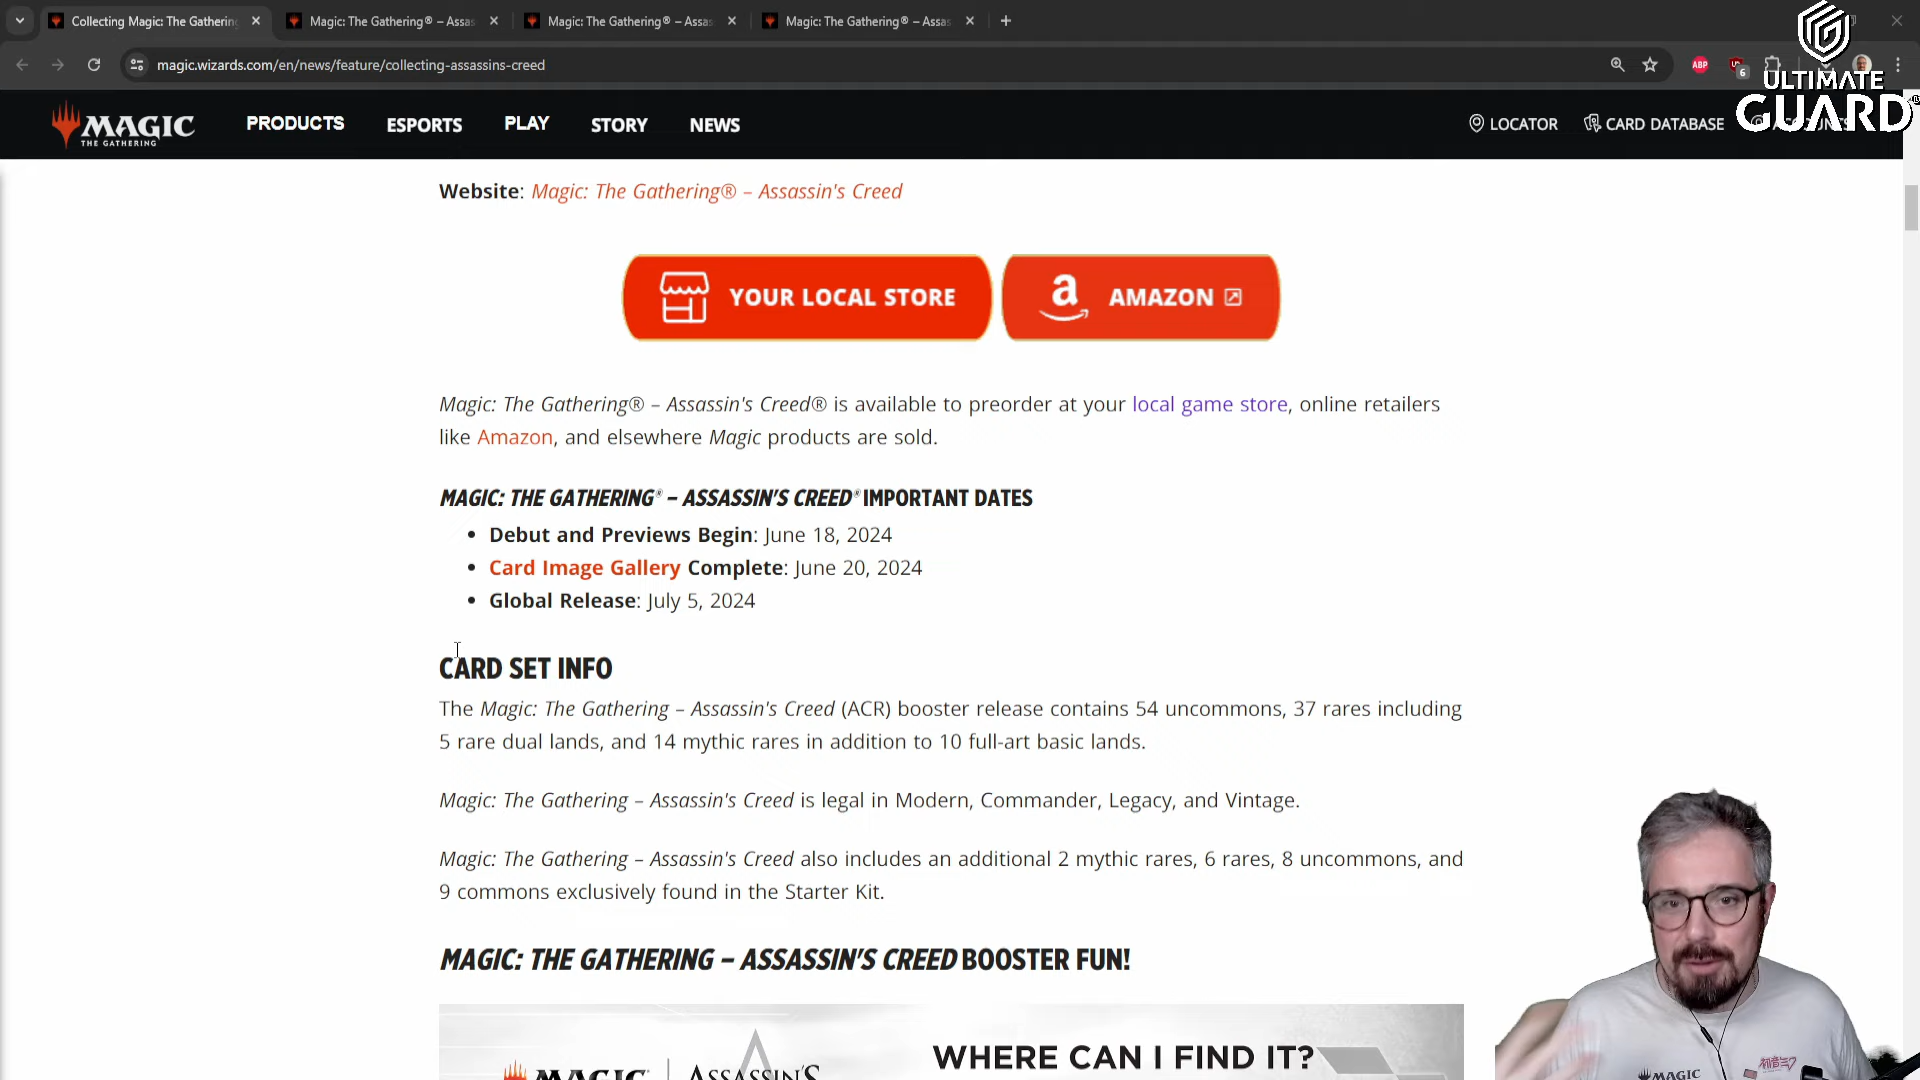 Collecting Magic: The Gatherin
Magic: The Gathering® – Assas
Magic: The Gathering® – Assas
Magic: The Gathering® – Assas
magic.wizards.com/en/news/feature/collecting-assassins-creed
ABP
6
ULTIMATE
GUARD
MAGIC
THE GATHERING
PRODUCTS
ESPORTS
PLAY
STORY
NEWS
LOCATOR
CARD DATABASE
Website: Magic: The Gathering® – Assassin's Creed
YOUR LOCAL STORE
a AMAZON
Magic: The Gathering® – Assassin's Creed® is available to preorder at your local game store, online retailers
like Amazon, and elsewhere Magic products are sold.
MAGIC: THE GATHERING® – ASSASSIN'S CREED® IMPORTANT DATES
• Debut and Previews Begin: June 18, 2024
• Card Image Gallery Complete: June 20, 2024
• Global Release: July 5, 2024
CARD SET INFO
The Magic: The Gathering – Assassin's Creed (ACR) booster release contains 54 uncommons, 37 rares including
5 rare dual lands, and 14 mythic rares in addition to 10 full-art basic lands.
Magic: The Gathering – Assassin's Creed is legal in Modern, Commander, Legacy, and Vintage.
Magic: The Gathering – Assassin's Creed also includes an additional 2 mythic rares, 6 rares, 8 uncommons, and
9 commons exclusively found in the Starter Kit.
MAGIC: THE GATHERING – ASSASSIN'S CREED BOOSTER FUN!
MAGIC
ASSASSIN'S
WHERE CAN I FIND IT?
MAGIC